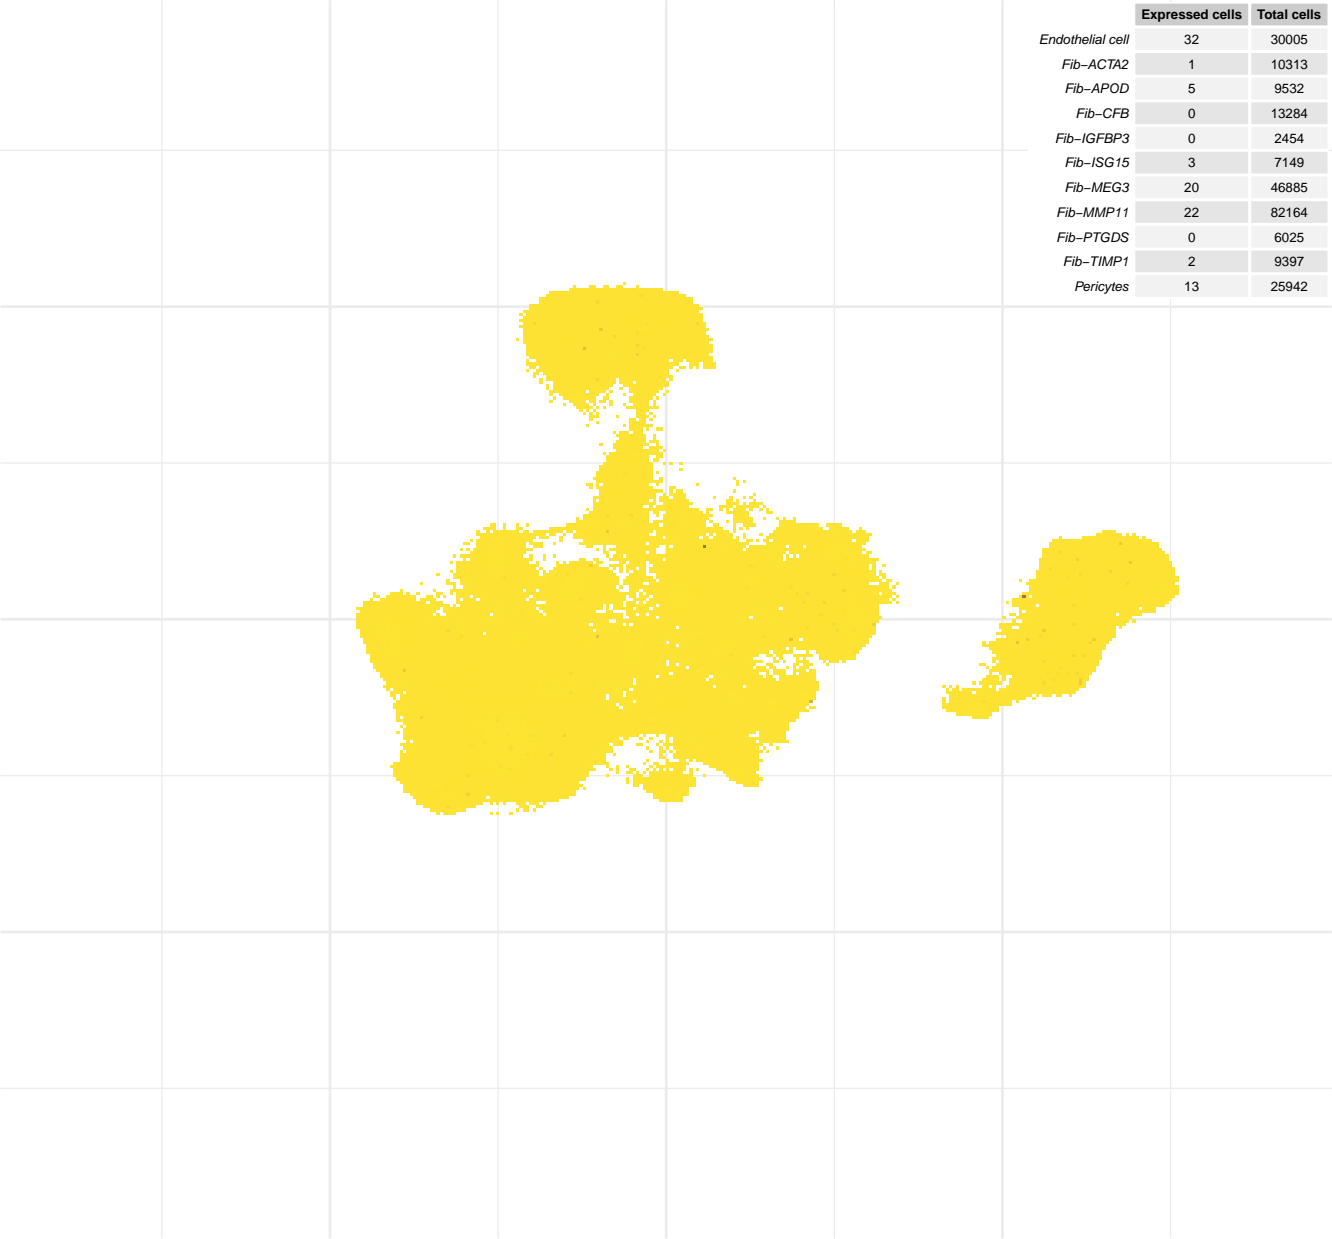 Expressed cells Total cells
Endothelial cell 32 30005
Fib−ACTA2 1 10313
Fib−APOD 5 9532
Fib−CFB 0 13284
Fib−IGFBP3 0 2454
Fib−ISG15 3 7149
Fib−MEG3 20 46885
Fib−MMP11 22 82164
Fib−PTGDS 0 6025
Fib−TIMP1 2 9397
Pericytes 13 25942